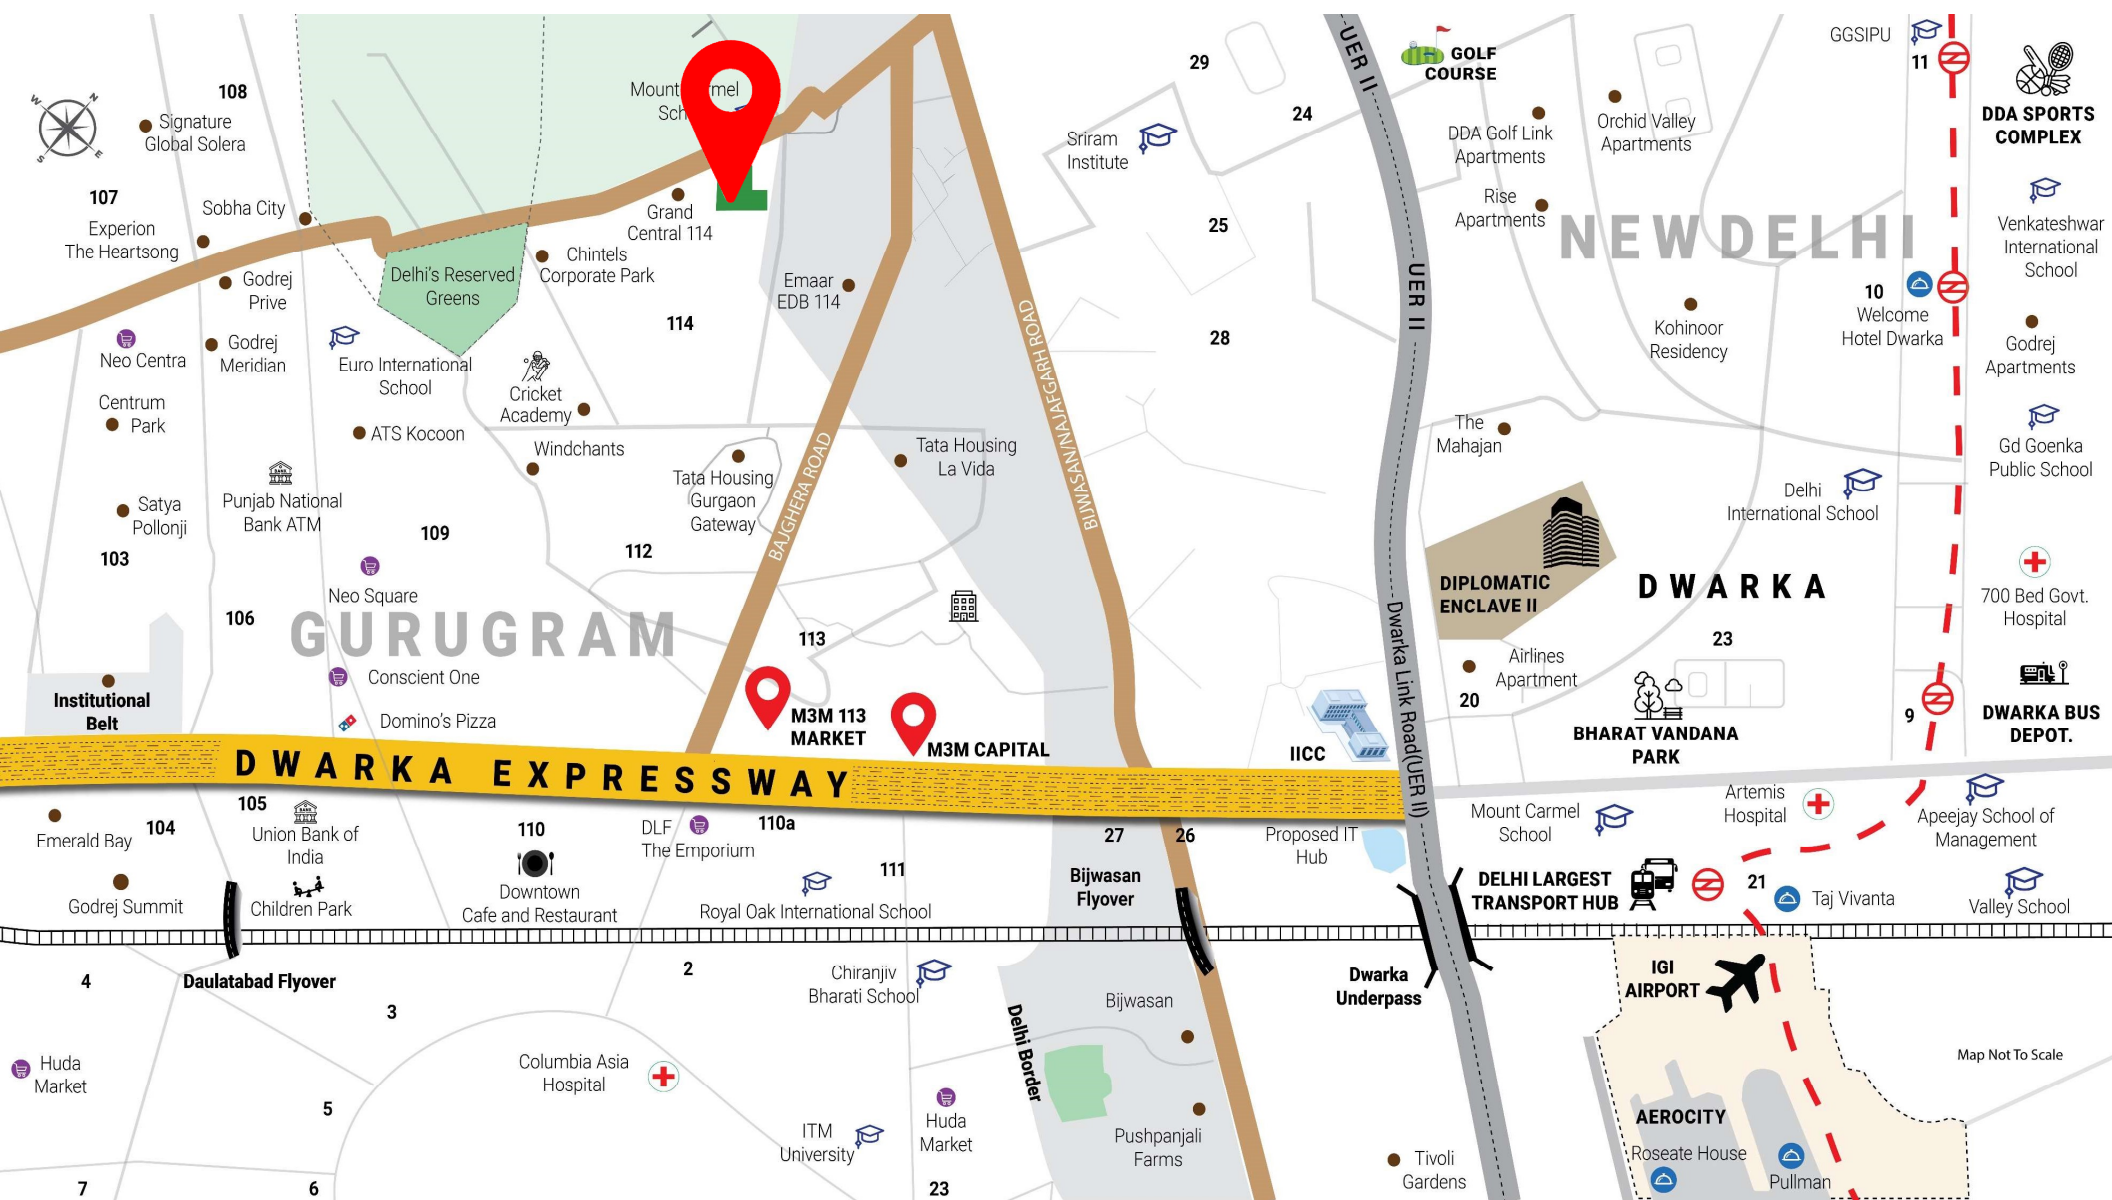 GGSIPU
11
GOLF
COURSE
29
108
Mount
Signature
Global Solera
24
DDA SPORTS
COMPLEX
W
N
S
E
UER II
Sriram
Institute
DDA Golf Link
Apartments
Orchid Valley
Apartments
107
Sobha City
Experion
The Heartsong
Grand
Central 114
Rise
Apartments
25
NEWDELHI
Venkateshwar
International
School
Chintels
Corporate Park
Delhi's Reserved
Greens
Godrej
Prive
Emaar
EDB 114
UER II
10
Welcome
Hotel Dwarka
Kohinoor
Residency
114
28
Neo Centra
Godrej
Meridian
Euro International
School
Godrej
Apartments
Cricket
Academy
Centrum
Park
ATS Kocoon
Windchants
BAJGHERA ROAD
BIJWASAN/NAJAFGARH ROAD
Tata Housing
La Vida
The
Mahajan
Gd Goenka
Public School
Tata Housing
Gurgaon
Gateway
Punjab National
Bank ATM
BANK
Satya
Pollonji
Delhi
International School
103
109
112
DIPLOMATIC
ENCLAVE II
DWARKA
700 Bed Govt.
Hospital
Neo Square
106
GURUGRAM
113
23
Dwarka Link Road(UER II)
Airlines
Apartment
20
Conscient One
Institutional
Belt
Domino's Pizza
M3M 113
MARKET
M3M CAPITAL
IICC
BHARAT VANDANA
PARK
9
DWARKA BUS
DEPOT.
DWARKA EXPRESSWAY
105
BANK
Union Bank of
India
Emerald Bay
104
110
DLF
The Emporium
110a
27
26
Proposed IT
Hub
Mount Carmel
School
Artemis
Hospital
Apeejay School of
Management
Godrej Summit
Children Park
Downtown
Cafe and Restaurant
111
Royal Oak International School
Bijwasan
Flyover
DELHI LARGEST
TRANSPORT HUB
21
Taj Vivanta
Valley School
4
Daulatabad Flyover
3
2
Chiranjiv
Bharati School
Delhi Border
Bijwasan
Dwarka
Underpass
IGI
AIRPORT
Huda
Market
Columbia Asia
Hospital
Map Not To Scale
5
ITM
University
Huda
Market
Pushpanjali
Farms
AEROCITY
Roseate House
Pullman
Tivoli
Gardens
7
6
23